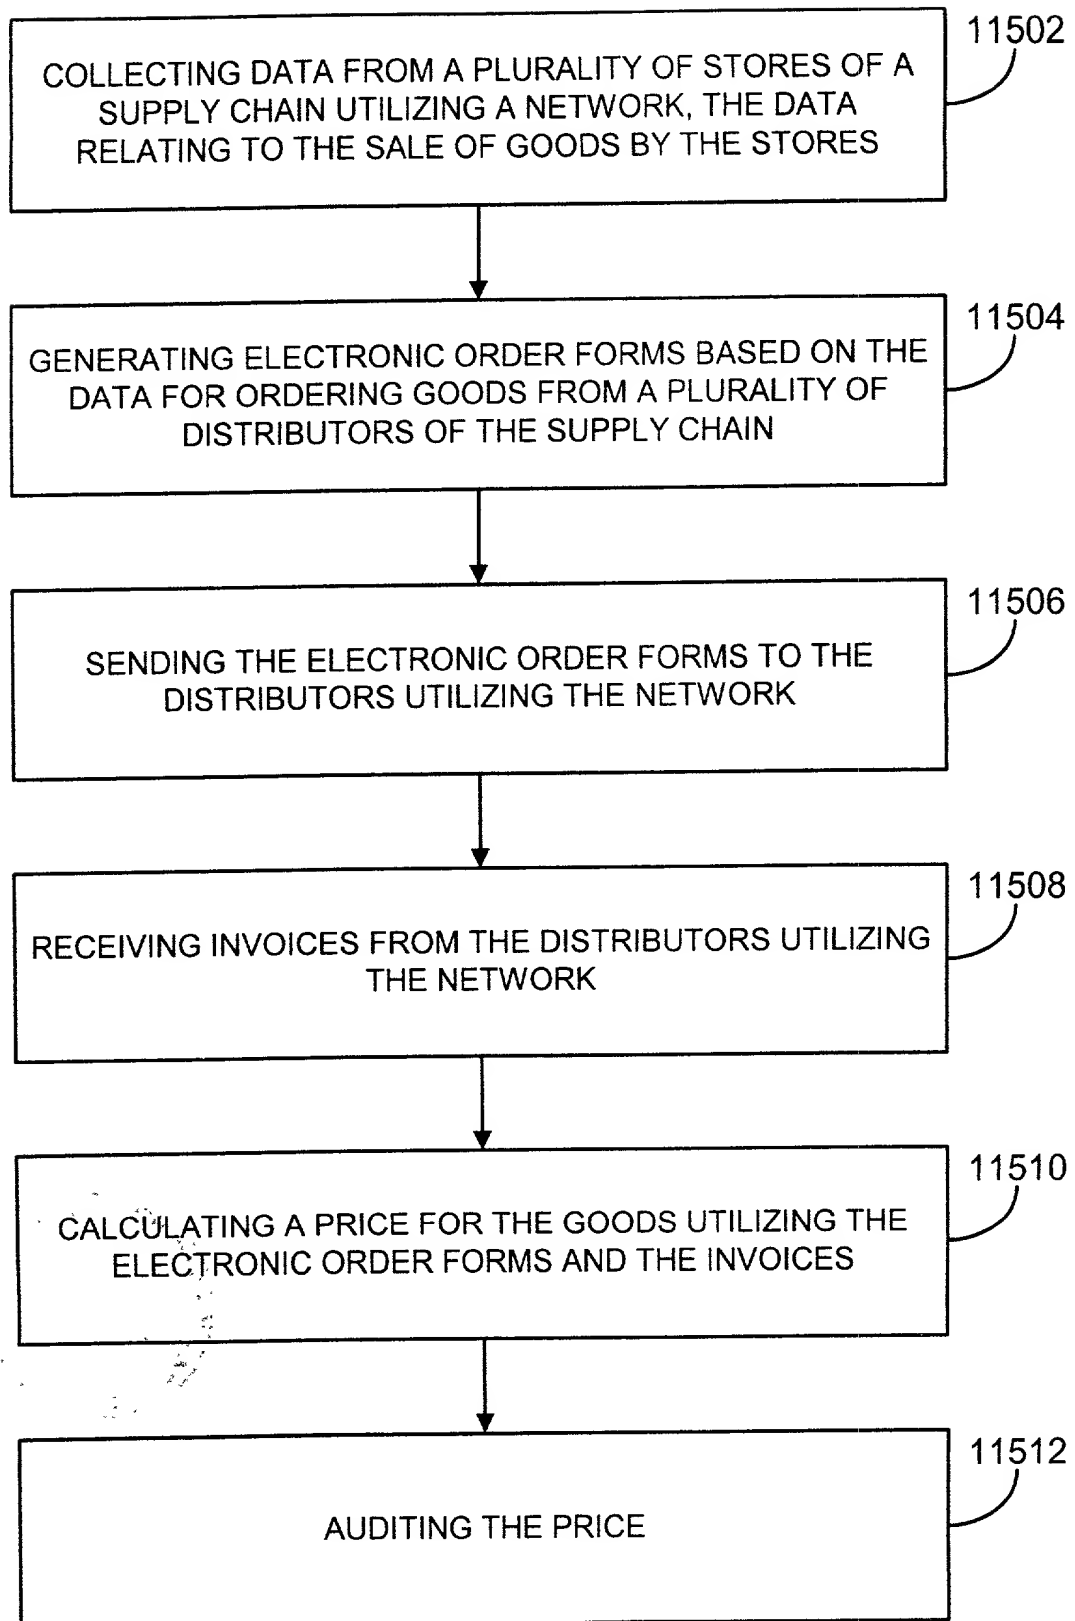 11502
COLLECTING DATA FROM A PLURALITY OF STORES OF A
SUPPLY CHAIN UTILIZING A NETWORK, THE DATA
RELATING TO THE SALE OF GOODS BY THE STORES
11504
GENERATING ELECTRONIC ORDER FORMS BASED ON THE
DATA FOR ORDERING GOODS FROM A PLURALITY OF
DISTRIBUTORS OF THE SUPPLY CHAIN
11506
SENDING THE ELECTRONIC ORDER FORMS TO THE
DISTRIBUTORS UTILIZING THE NETWORK
11508
RECEIVING INVOICES FROM THE DISTRIBUTORS UTILIZING
THE NETWORK
11510
CALCULATING A PRICE FOR THE GOODS UTILIZING THE
ELECTRONIC ORDER FORMS AND THE INVOICES
11512
AUDITING THE PRICE